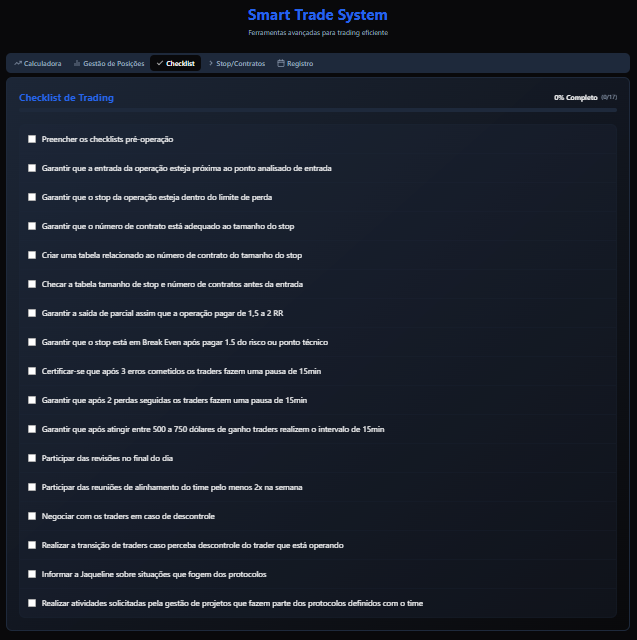 Smart Trade System
Ferramentas avançadas para trading eficiente
Calculadora
Gestão de Posições
Checklist
Stop/Contratos
Registro
Checklist de Trading
0% Completo (0/17)
Preencher os checklists pré-operação
Garantir que a entrada da operação esteja próxima ao ponto analisado de entrada
Garantir que o stop da operação esteja dentro do limite de perda
Garantir que o número de contrato está adequado ao tamanho do stop
Criar uma tabela relacionado ao número de contrato do tamanho do stop
Checar a tabela tamanho de stop e número de contratos antes da entrada
Garantir a saída de parcial assim que a operação pagar de 1,5 a 2 RR
Garantir que o stop está em Break Even após pagar 1.5 do risco ou ponto técnico
Certificar-se que após 3 erros cometidos os traders fazem uma pausa de 15min
Garantir que após 2 perdas seguidas os traders fazem uma pausa de 15min
Garantir que após atingir entre 500 a 750 dólares de ganho traders realizem o intervalo de 15min
Participar das revisões no final do dia
Participar das reuniões de alinhamento do time pelo menos 2x na semana
Negociar com os traders em caso de descontrole
Realizar a transição de traders caso perceba descontrole do trader que está operando
Informar a Jaqueline sobre situações que fogem dos protocolos
Realizar atividades solicitadas pela gestão de projetos que fazem parte dos protocolos definidos com o time